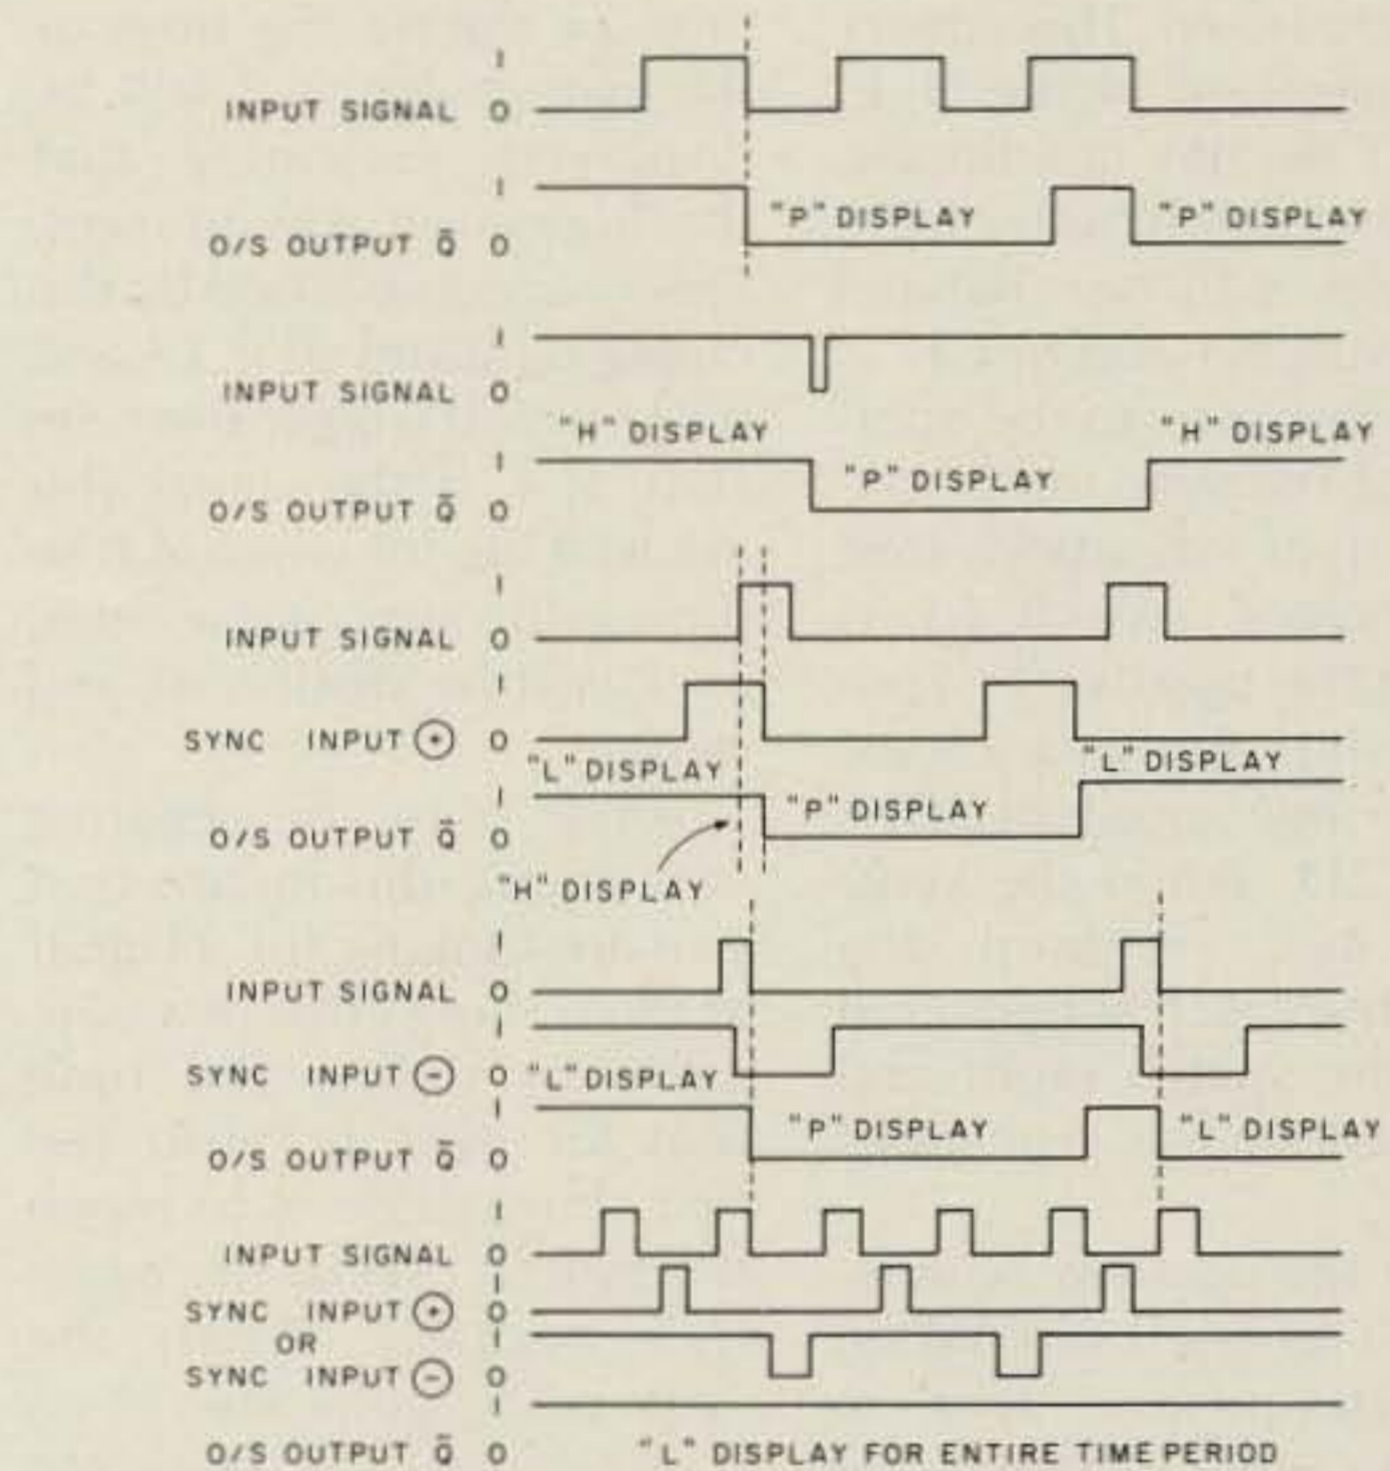 1
INPUT SIGNAL 0
1
"P" DISPLAY "P" DISPLAY
O/S OUTPUT Q̄ 0
1
INPUT SIGNAL 0
"H" DISPLAY "H" DISPLAY
1
"P" DISPLAY
O/S OUTPUT Q̄ 0
1
INPUT SIGNAL 0
1
SYNC INPUT ⊕ 0
"L" DISPLAY "L" DISPLAY
1
"P" DISPLAY
O/S OUTPUT Q̄ 0
"H" DISPLAY
1
INPUT SIGNAL 0
1
SYNC INPUT ⊖ 0 "L" DISPLAY
1
"P" DISPLAY "L" DISPLAY
O/S OUTPUT Q̄ 0
1
INPUT SIGNAL 0
1
SYNC INPUT ⊕ 0
OR 1
SYNC INPUT ⊖ 0
1
O/S OUTPUT Q̄ 0 "L" DISPLAY FOR ENTIRE TIME PERIOD